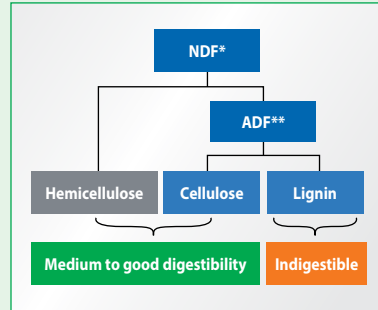 NDF*
ADF**
Hemicellulose
Cellulose
Lignin
Medium to good digestibility
Indigestible